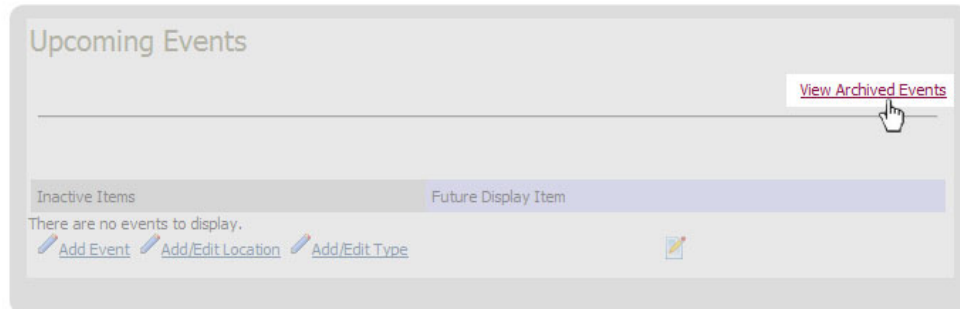 Upcoming Events
View Archived Events
Inactive Items Future Display Item
There are no events to display.
Add Event Add/Edit Location Add/Edit Type